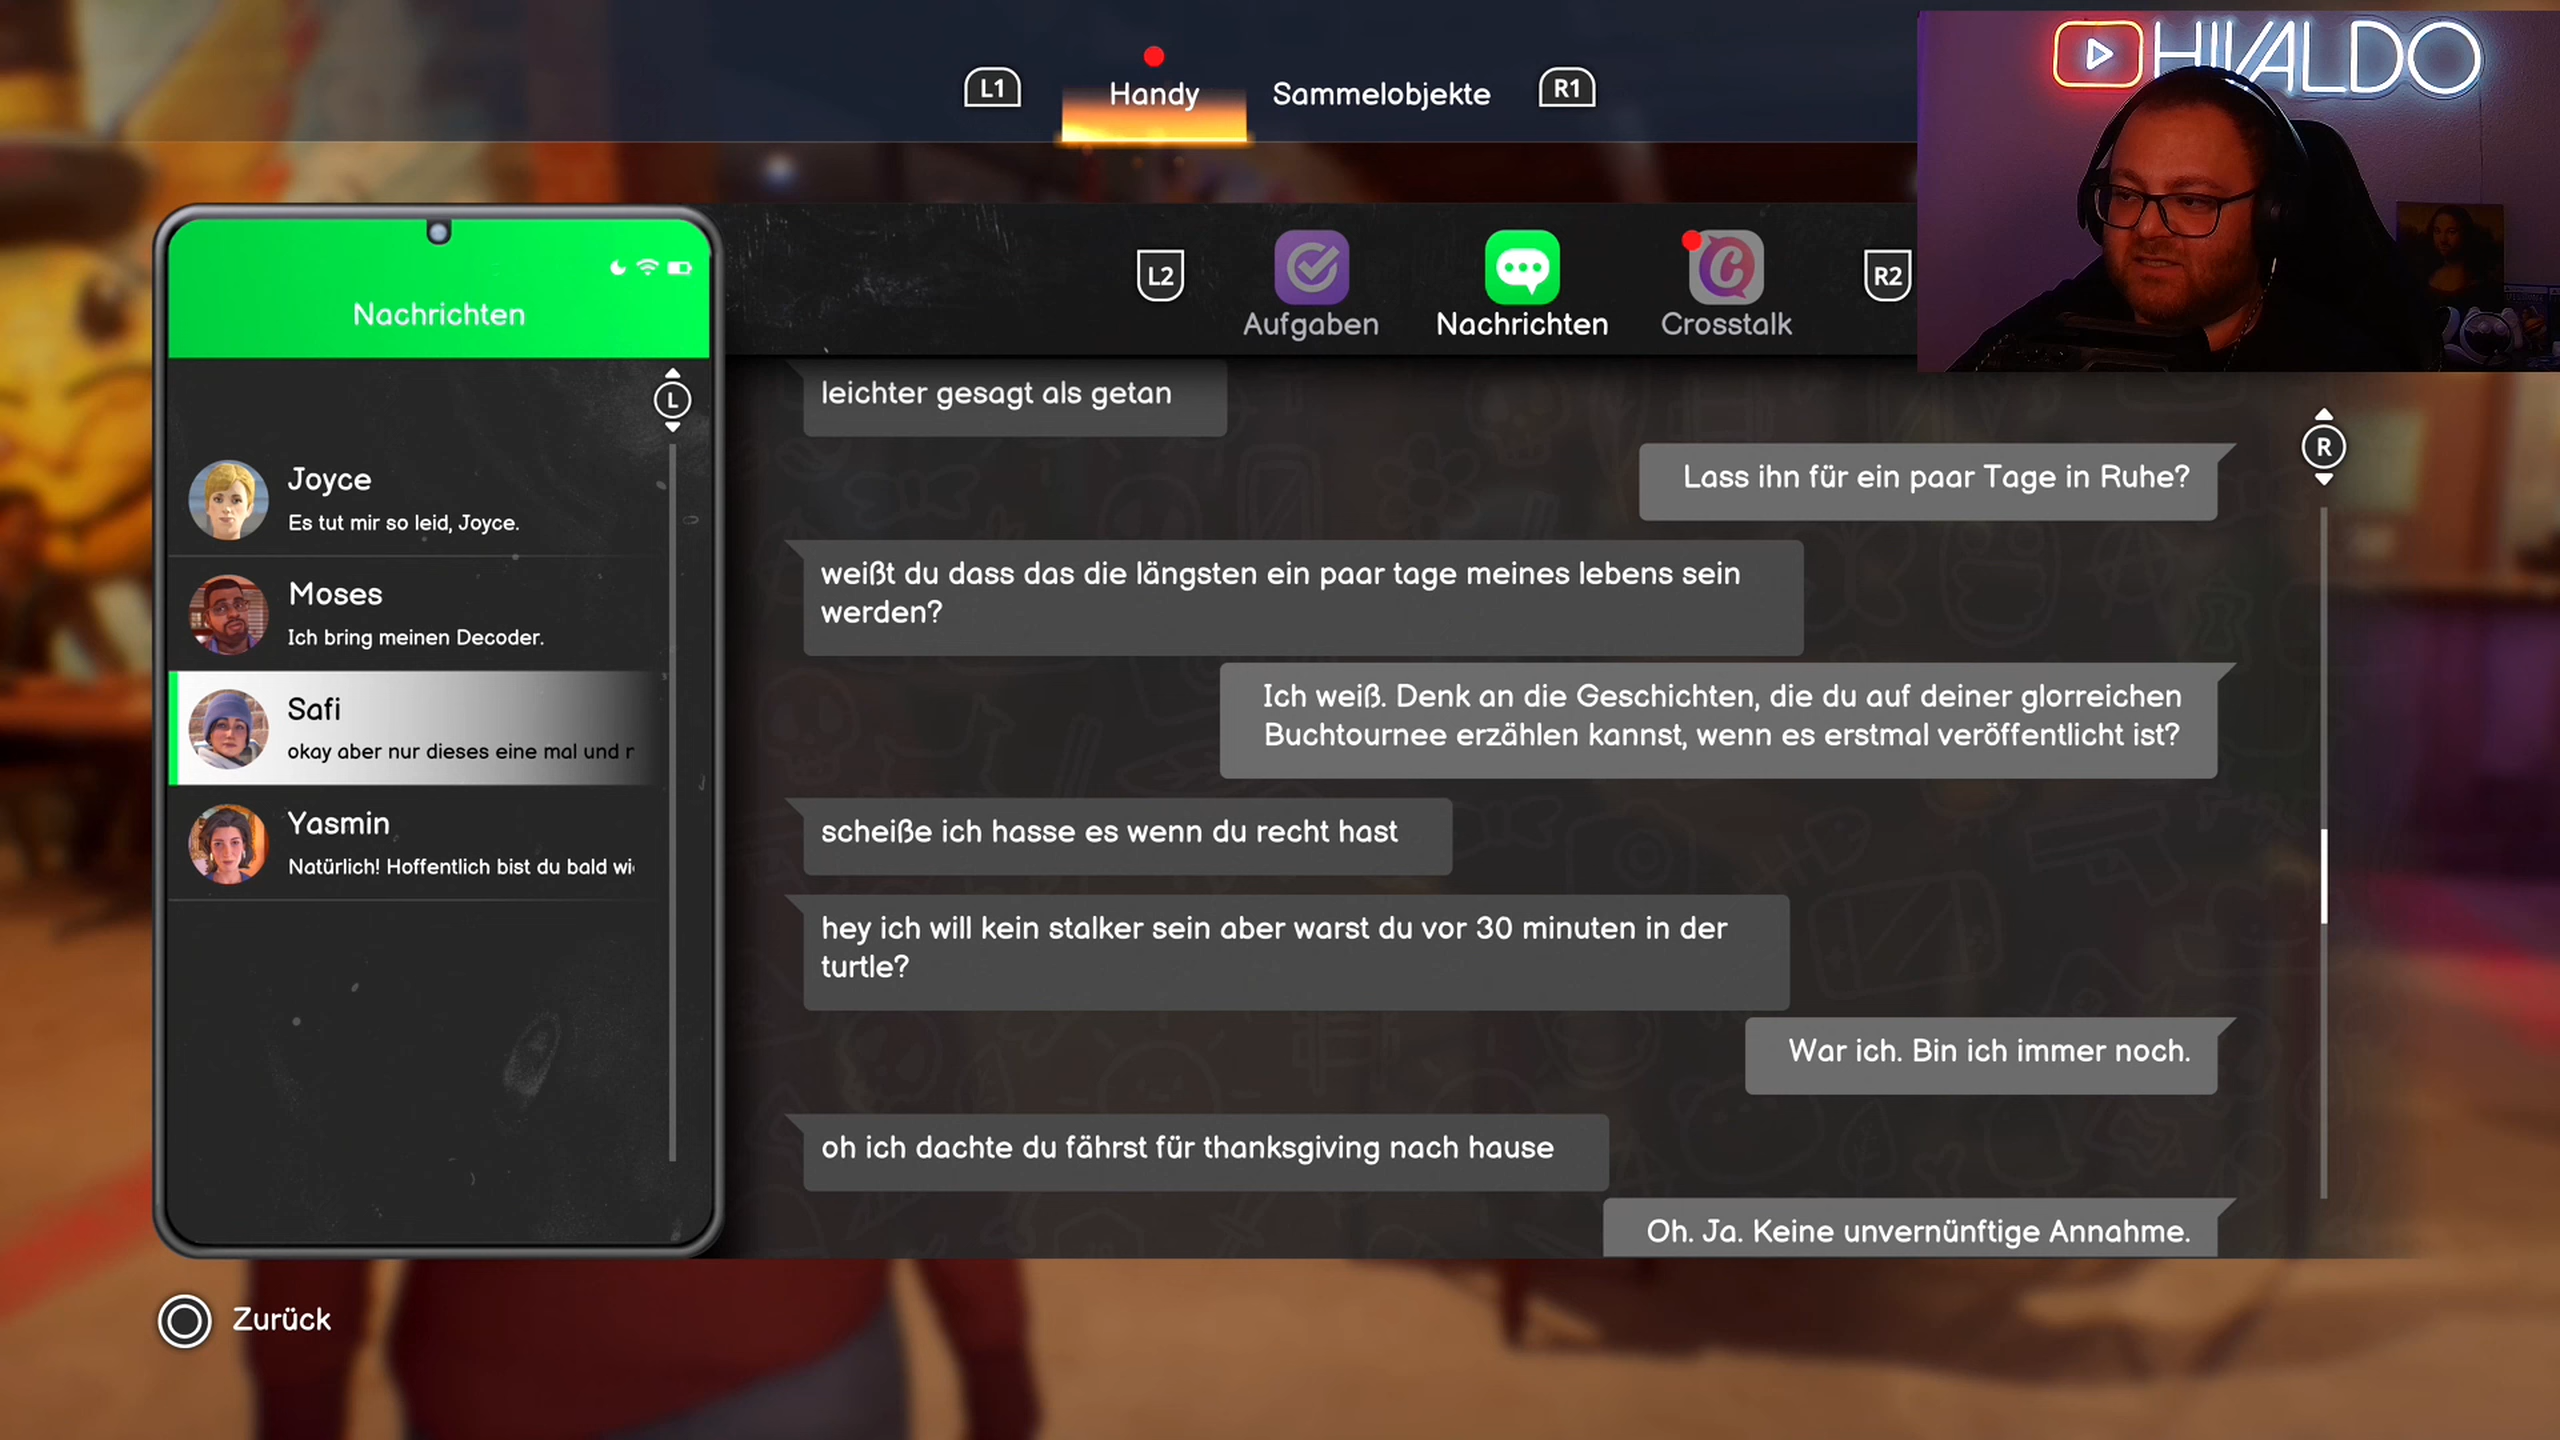 L1
Handy
Sammelobjekte
R1
HIVALDO
L2
Aufgaben
Nachrichten
Crosstalk
R2
Nachrichten
L
Joyce
Es tut mir so leid, Joyce.
Moses
Ich bring meinen Decoder.
Safi
okay aber nur dieses eine mal und
Yasmin
Natürlich! Hoffentlich bist du bald
R
leichter gesagt als getan
Lass ihn für ein paar Tage in Ruhe?
weißt du dass das die längsten ein paar tage meines lebens sein
werden?
Ich weiß. Denk an die Geschichten, die du auf deiner glorreichen
Buchtournee erzählen kannst, wenn es erstmal veröffentlicht ist?
scheiße ich hasse es wenn du recht hast
hey ich will kein stalker sein aber warst du vor 30 minuten in der
turtle?
War ich. Bin ich immer noch.
oh ich dachte du fährst für thanksgiving nach hause
Oh. Ja. Keine unvernünftige Annahme.
Zurück